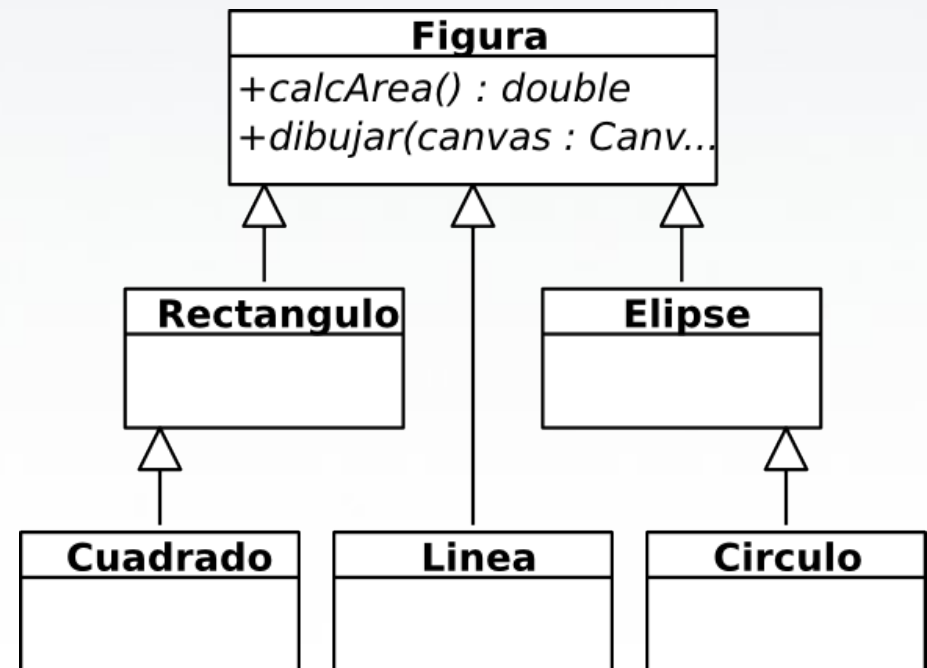 Figura
+calcArea() : double
+dibujar(canvas : Canv...
Rectangulo
Elipse
Cuadrado
Linea
Circulo